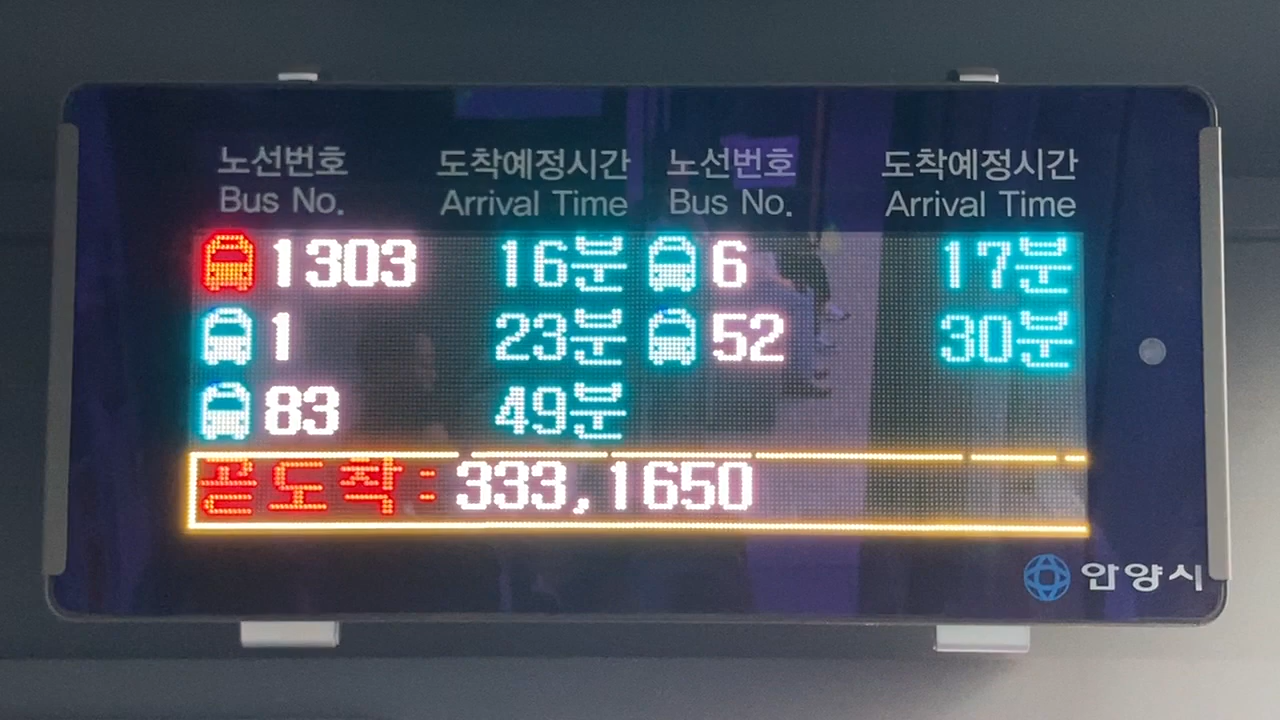 노선번호 도착예정시간 노선번호 도착예정시간
Bus No. Arrival Time Bus No. Arrival Time
1303 16분 6 17분
1 23분 52 30분
83 49분
곧도착: 333,1650
안양시